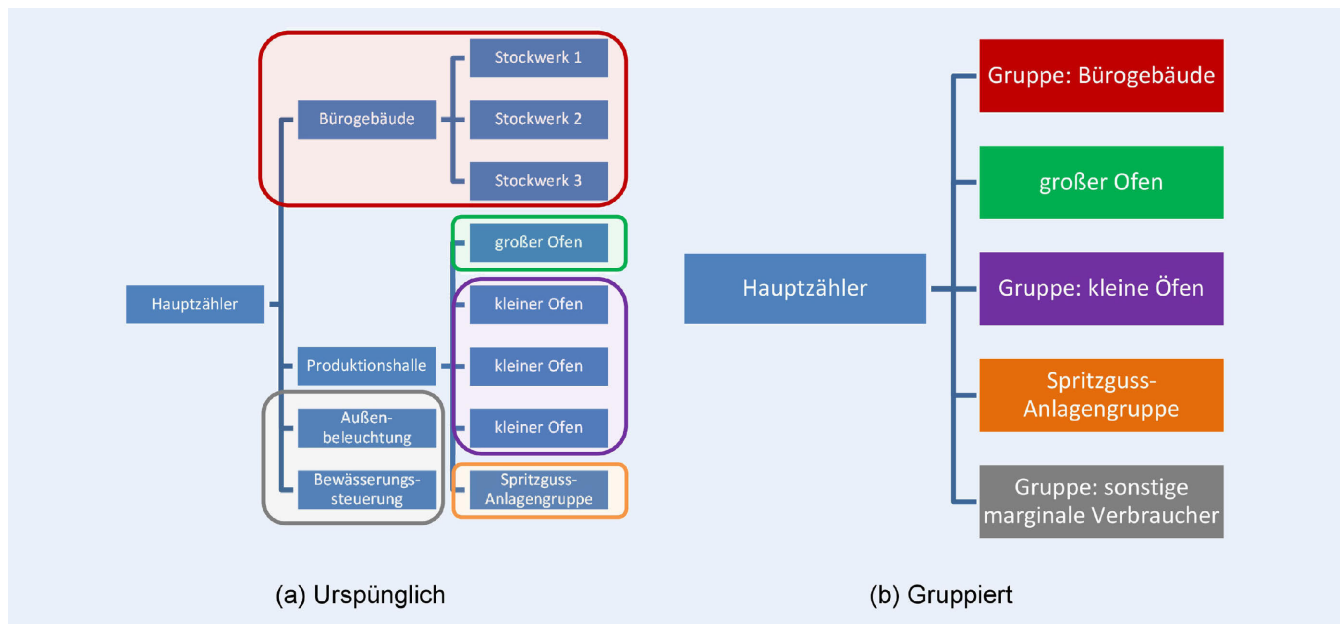 Stockwerk 1
Bürogebäude
Stockwerk 2
Stockwerk 3
großer Ofen
Hauptzähler
kleiner Ofen
Produktionshalle
kleiner Ofen
Außen-
beleuchtung
kleiner Ofen
Bewässerungs-
steuerung
Spritzguss-
Anlagengruppe
(a) Urspünglich
Hauptzähler
Gruppe: Bürogebäude
großer Ofen
Gruppe: kleine Öfen
Spritzguss-
Anlagengruppe
Gruppe: sonstige
marginale Verbraucher
(b) Gruppiert